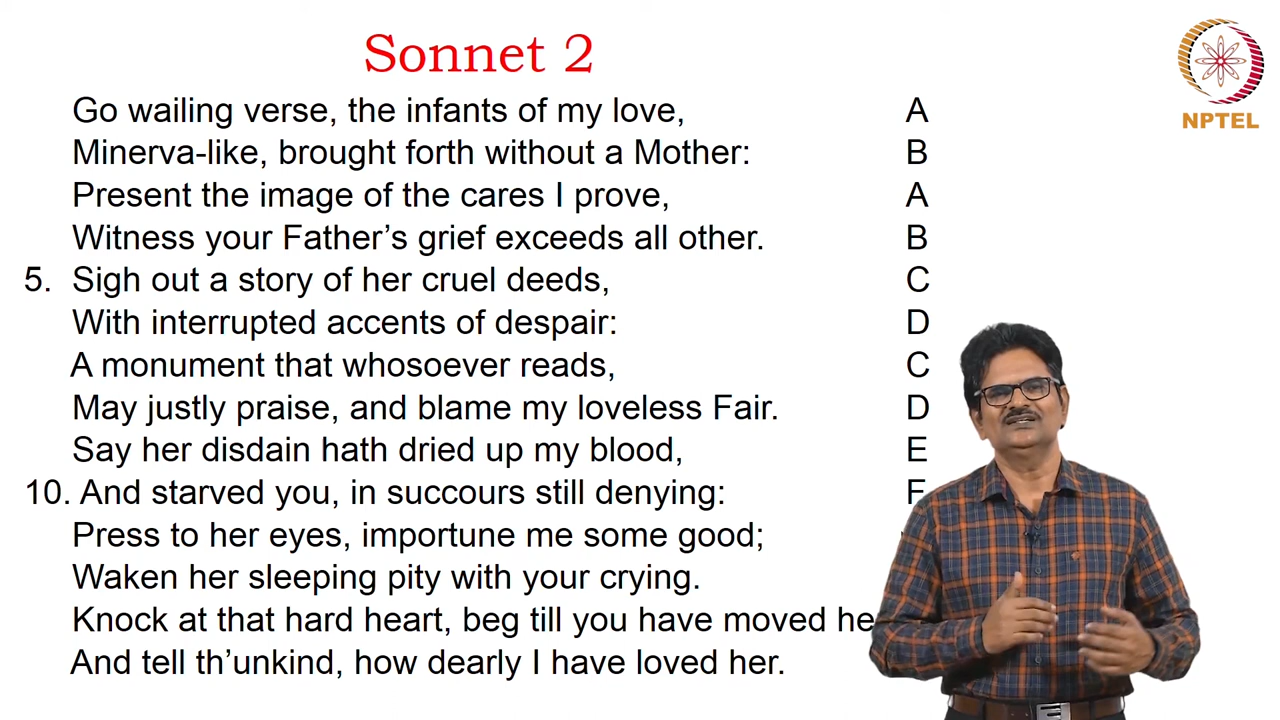 Sonnet 2
NPTEL
Go wailing verse, the infants of my love, A
Minerva-like, brought forth without a Mother: B
Present the image of the cares I prove, A
Witness your Father’s grief exceeds all other. B
5. Sigh out a story of her cruel deeds, C
With interrupted accents of despair: D
A monument that whosoever reads, C
May justly praise, and blame my loveless Fair. D
Say her disdain hath dried up my blood, E
10. And starved you, in succours still denying: F
Press to her eyes, importune me some good;
Waken her sleeping pity with your crying.
Knock at that hard heart, beg till you have moved he
And tell th’unkind, how dearly I have loved her.